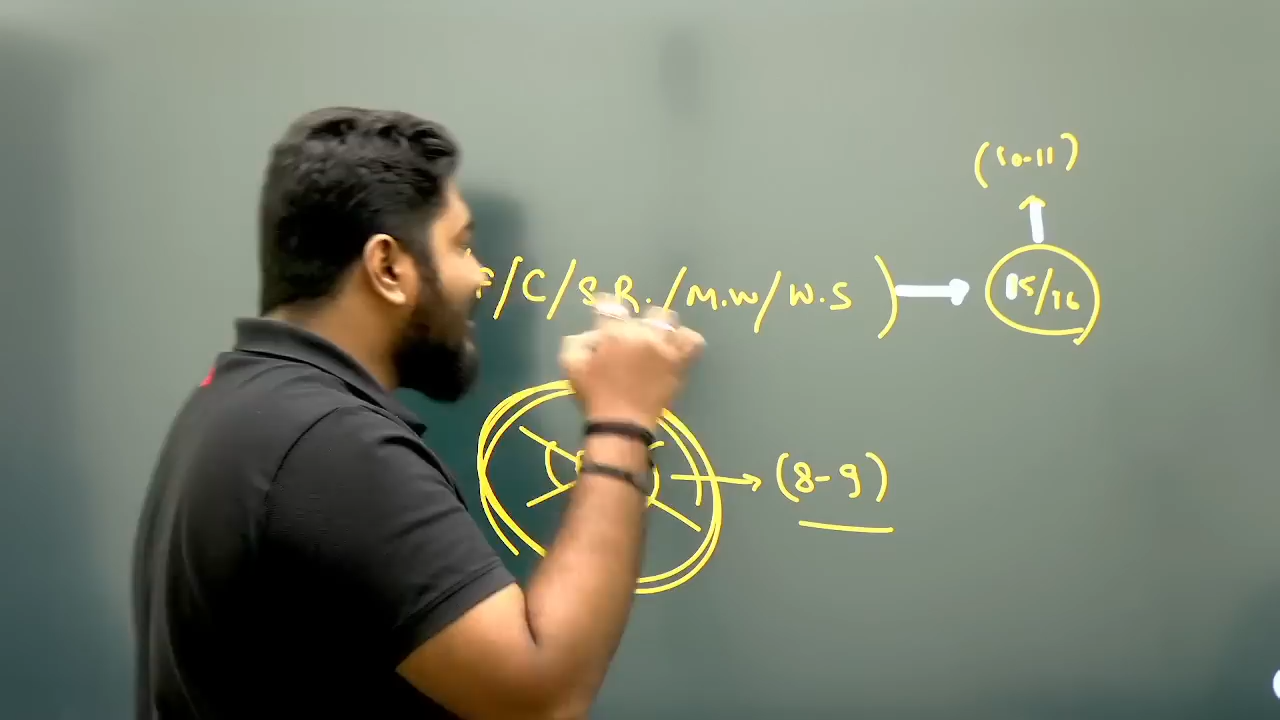 (10-11)
F/C/S.R./M.W/W.S) → 15/16
→ (8-9)